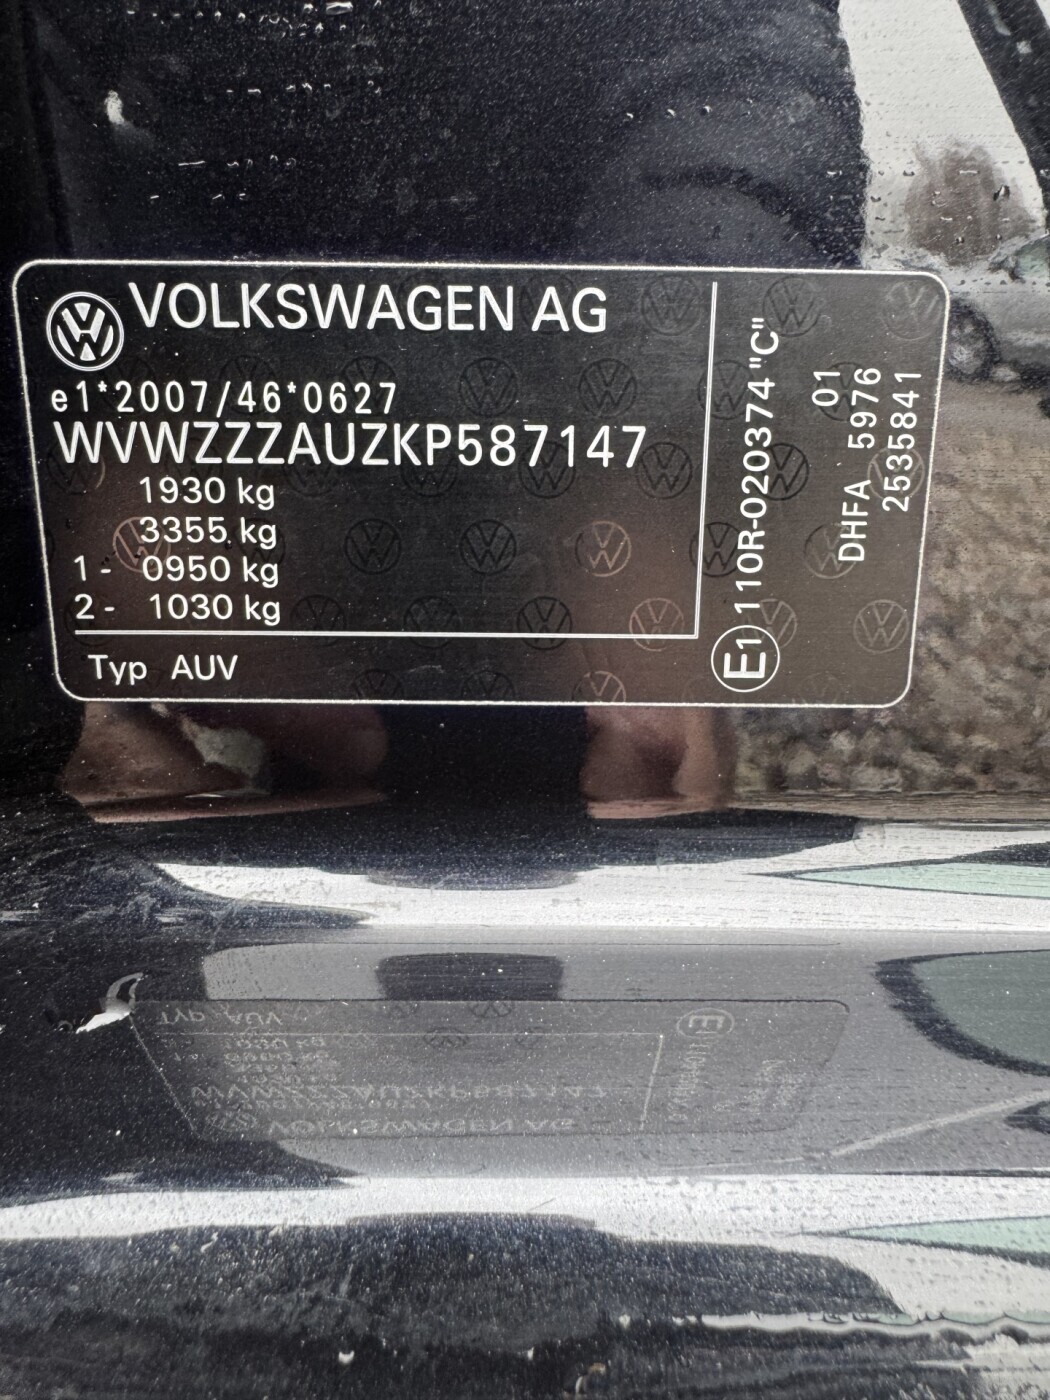 VOLKSWAGEN AG
e1*2007/46*0627
WVWZZZAUZKP587147
1930 kg
3355 kg
1- 0950 kg
2- 1030 kg
Typ AUV
E1 110R-020374 "C"
01
DHFA 5976
2535841